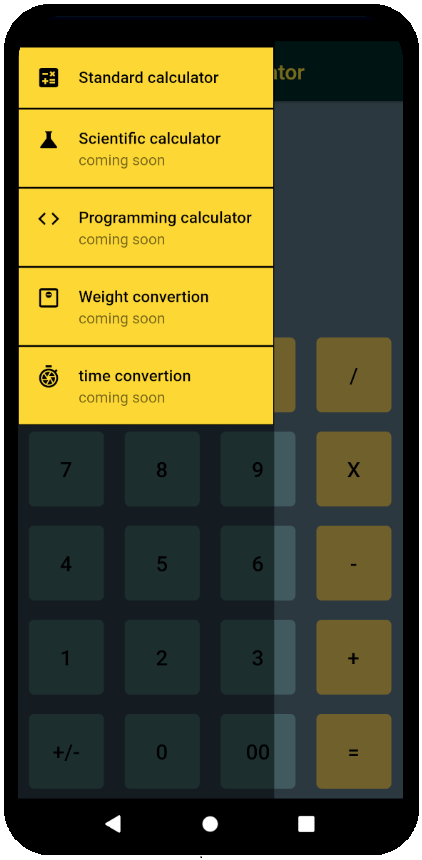 Standard calculator
Scientific calculator
coming soon
Programming calculator
coming soon
Weight convertion
coming soon
time convertion
coming soon
/
7 8 9 X
4 5 6 -
1 2 3 +
+/- 0 00 =